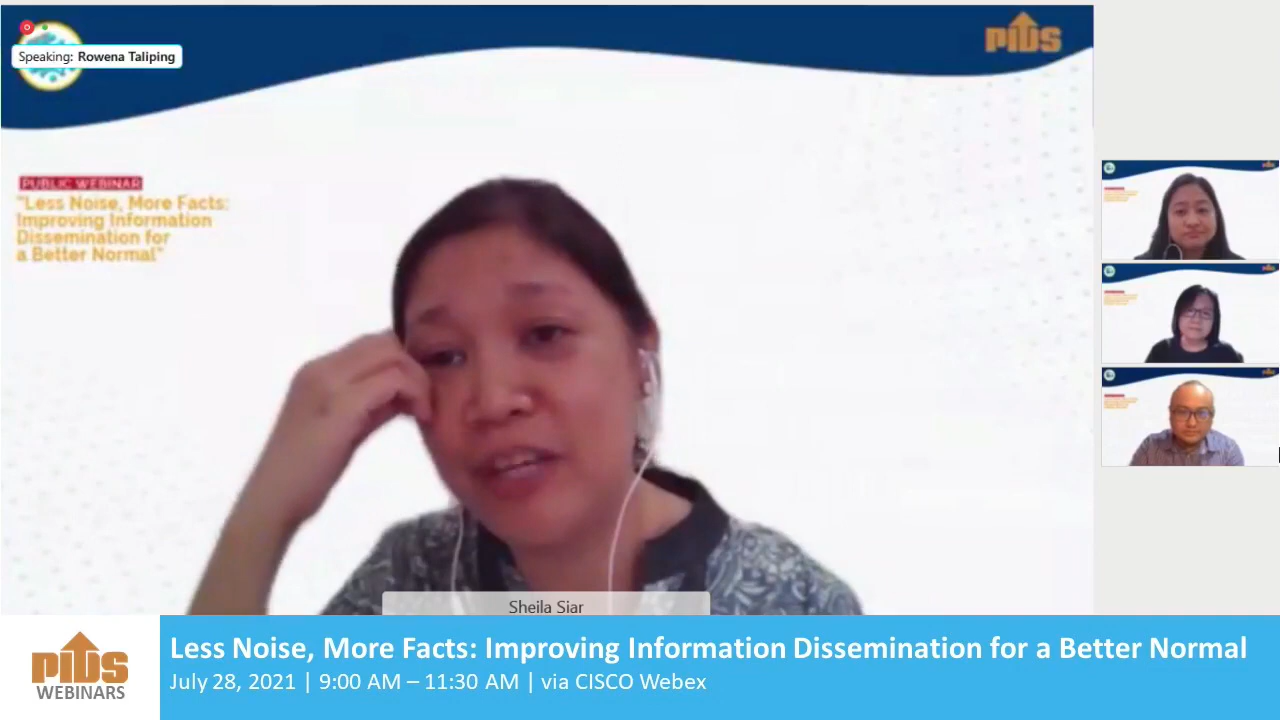 Speaking: Rowena Taliping
PIDS
PUBLIC WEBINAR
"Less Noise, More Facts:
Improving Information
Dissemination for
a Better Normal"
Sheila Siar
PIDS
WEBINARS
Less Noise, More Facts: Improving Information Dissemination for a Better Normal
July 28, 2021 | 9:00 AM – 11:30 AM | via CISCO Webex